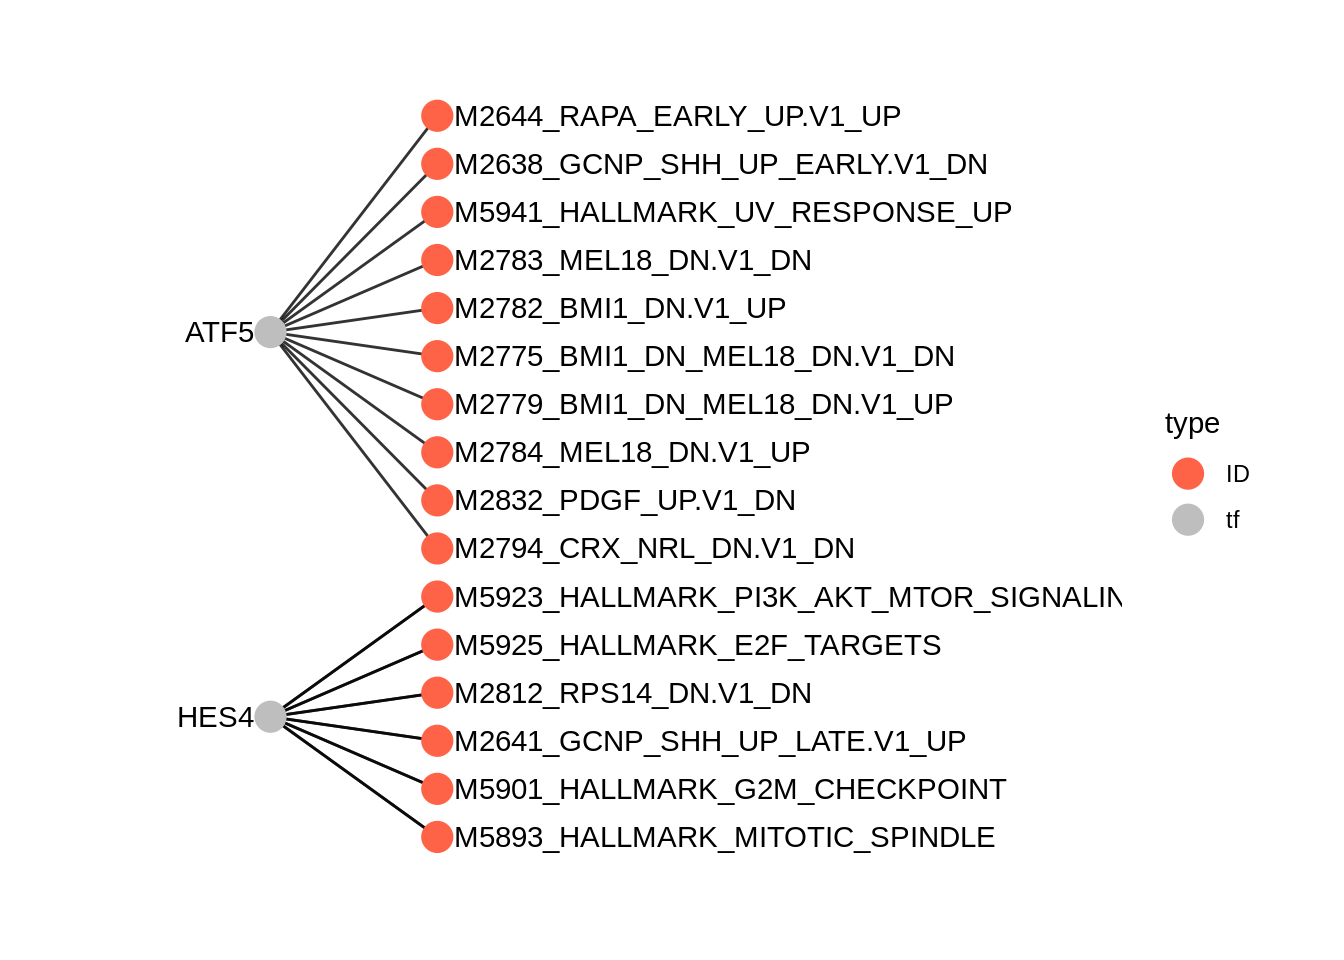 M2644_RAPA_EARLY_UP.V1_UP
M2638_GCNP_SHH_UP_EARLY.V1_DN
M5941_HALLMARK_UV_RESPONSE_UP
M2783_MEL18_DN.V1_DN
M2782_BMI1_DN.V1_UP
ATF5
M2775_BMI1_DN_MEL18_DN.V1_DN
M2779_BMI1_DN_MEL18_DN.V1_UP
M2784_MEL18_DN.V1_UP
M2832_PDGF_UP.V1_DN
M2794_CRX_NRL_DN.V1_DN
M5923_HALLMARK_PI3K_AKT_MTOR_SIGNALIN
M5925_HALLMARK_E2F_TARGETS
M2812_RPS14_DN.V1_DN
HES4
M2641_GCNP_SHH_UP_LATE.V1_UP
M5901_HALLMARK_G2M_CHECKPOINT
M5893_HALLMARK_MITOTIC_SPINDLE
type
ID
tf